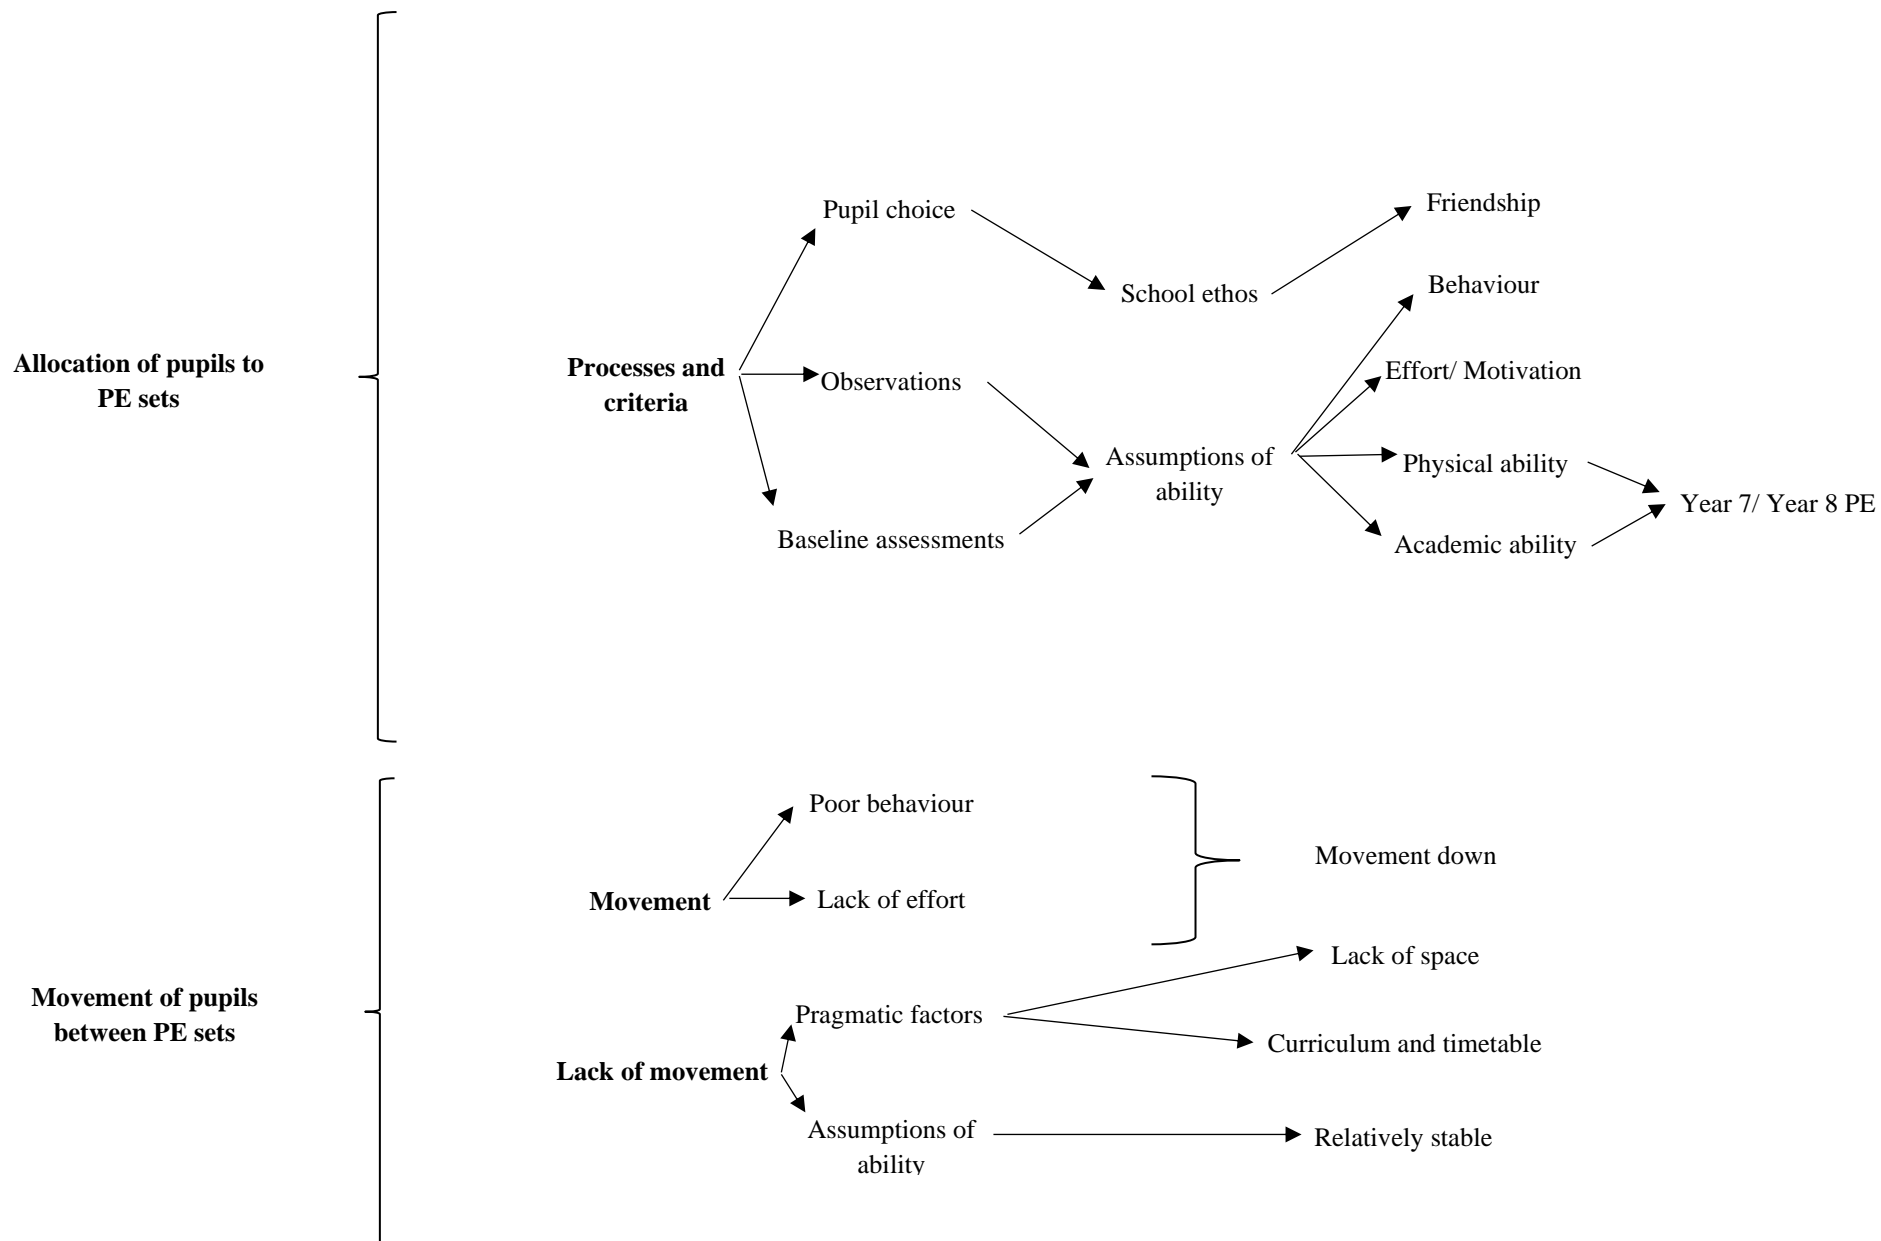 Allocation of pupils to
PE sets
Processes and
criteria
Pupil choice
Observations
Baseline assessments
School ethos
Assumptions of
ability
Friendship
Behaviour
Effort/ Motivation
Physical ability
Academic ability
Year 7/ Year 8 PE
Movement of pupils
between PE sets
Movement
Poor behaviour
Lack of effort
Movement down
Lack of movement
Pragmatic factors
Lack of space
Curriculum and timetable
Assumptions of
ability
Relatively stable